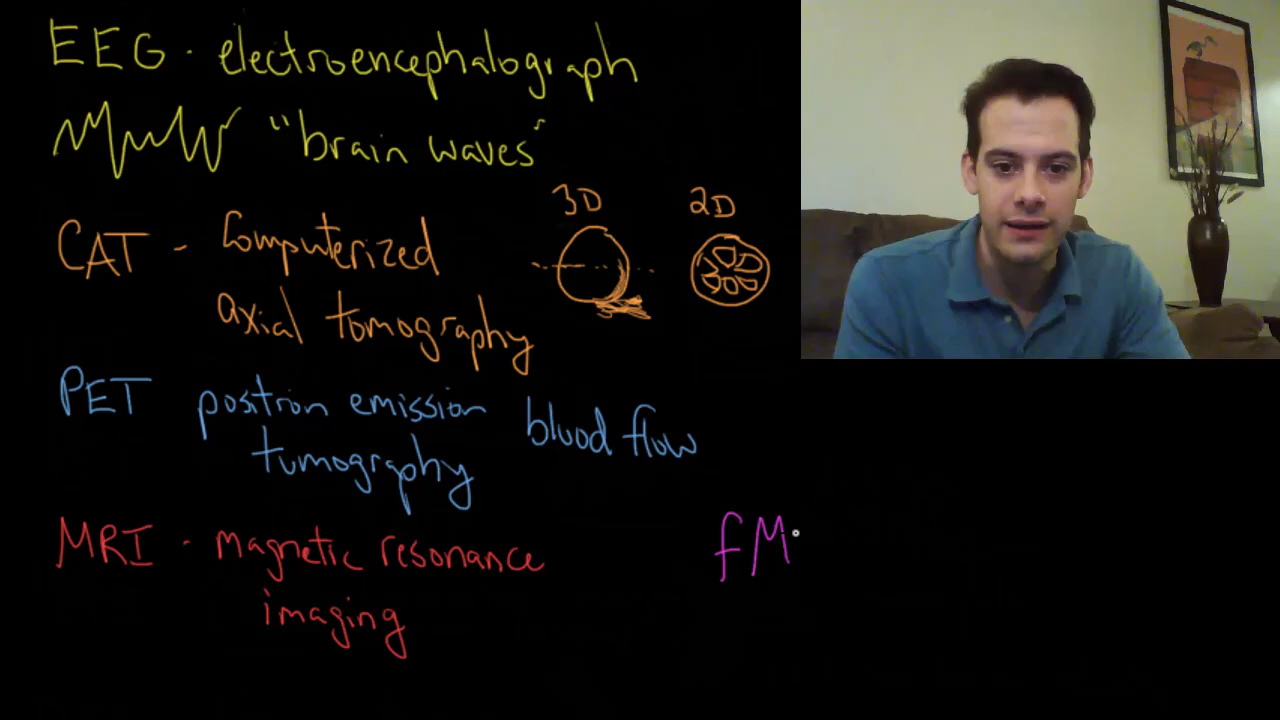 EEG - electroencephalograph
"brain waves"
3D 2D
CAT - Computerized
axial tomography
PET positron emission blood flow
tomography
MRI - magnetic resonance
imaging
fM